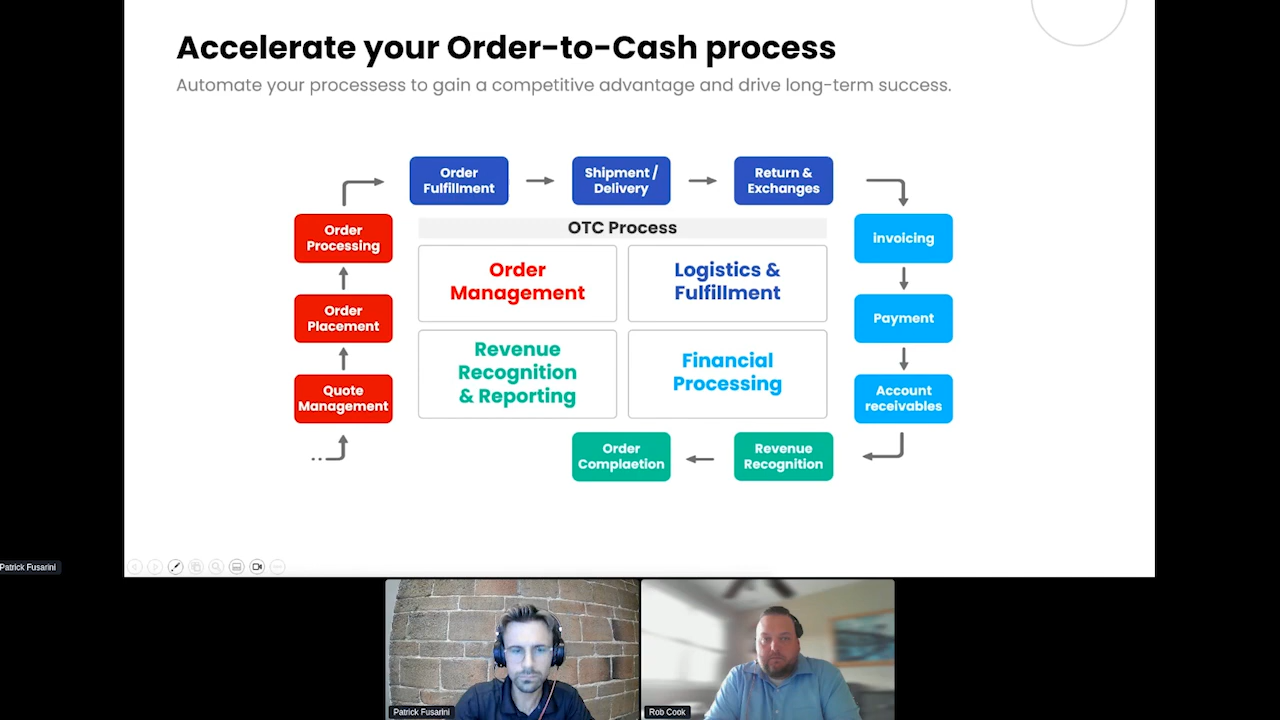 Accelerate your Order-to-Cash process
Automate your processess to gain a competitive advantage and drive long-term success.
Order
Fulfillment
Shipment /
Delivery
Return &
Exchanges
Order
Processing
OTC Process
invoicing
Order
Management
Logistics &
Fulfillment
Order
Placement
Payment
Revenue
Recognition
& Reporting
Financial
Processing
Quote
Management
Account
receivables
Order
Complaetion
Revenue
Recognition
Patrick Fusarini
Patrick Fusarini
Rob Cook